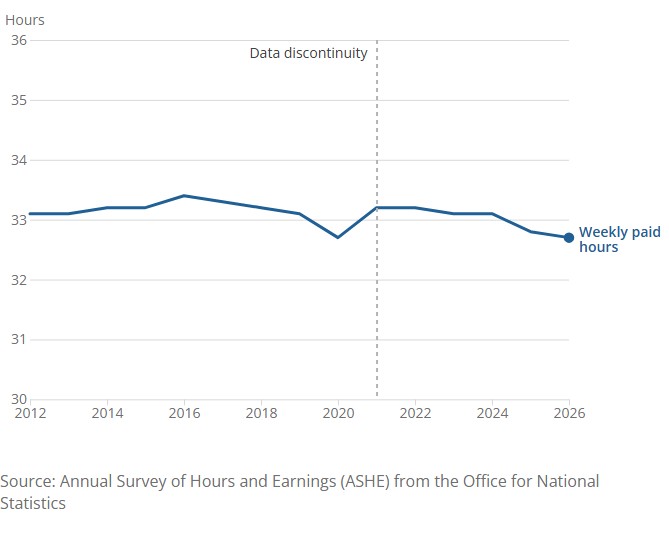 Hours
36
Data discontinuity
35
34
33
Weekly paid
hours
32
31
30
2012 2014 2016 2018 2020 2022 2024 2026
Source: Annual Survey of Hours and Earnings (ASHE) from the Office for National
Statistics